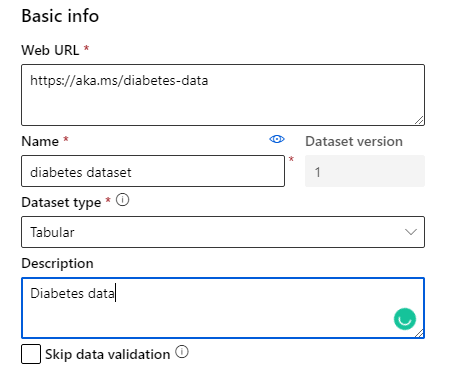 Basic info
Web URL *
https://aka.ms/diabetes-data
Name * Dataset version
diabetes dataset * 1
Dataset type *
Tabular
Description
Diabetes data
Skip data validation